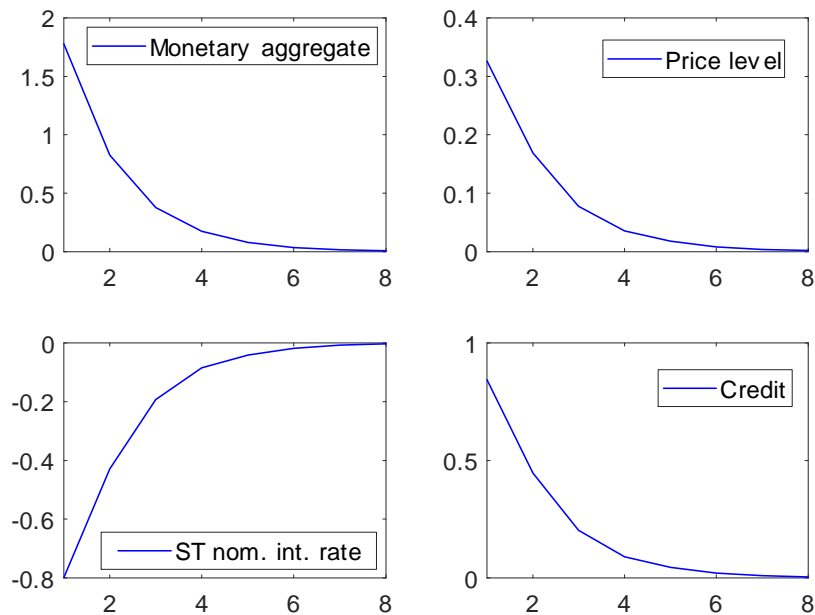 2
1.5
1
0.5
0
2 4 6 8
Monetary aggregate
0.4
0.3
0.2
0.1
0
2 4 6 8
Price level
0
-0.2
-0.4
-0.6
-0.8
2 4 6 8
ST nom. int. rate
1
0.5
0
2 4 6 8
Credit